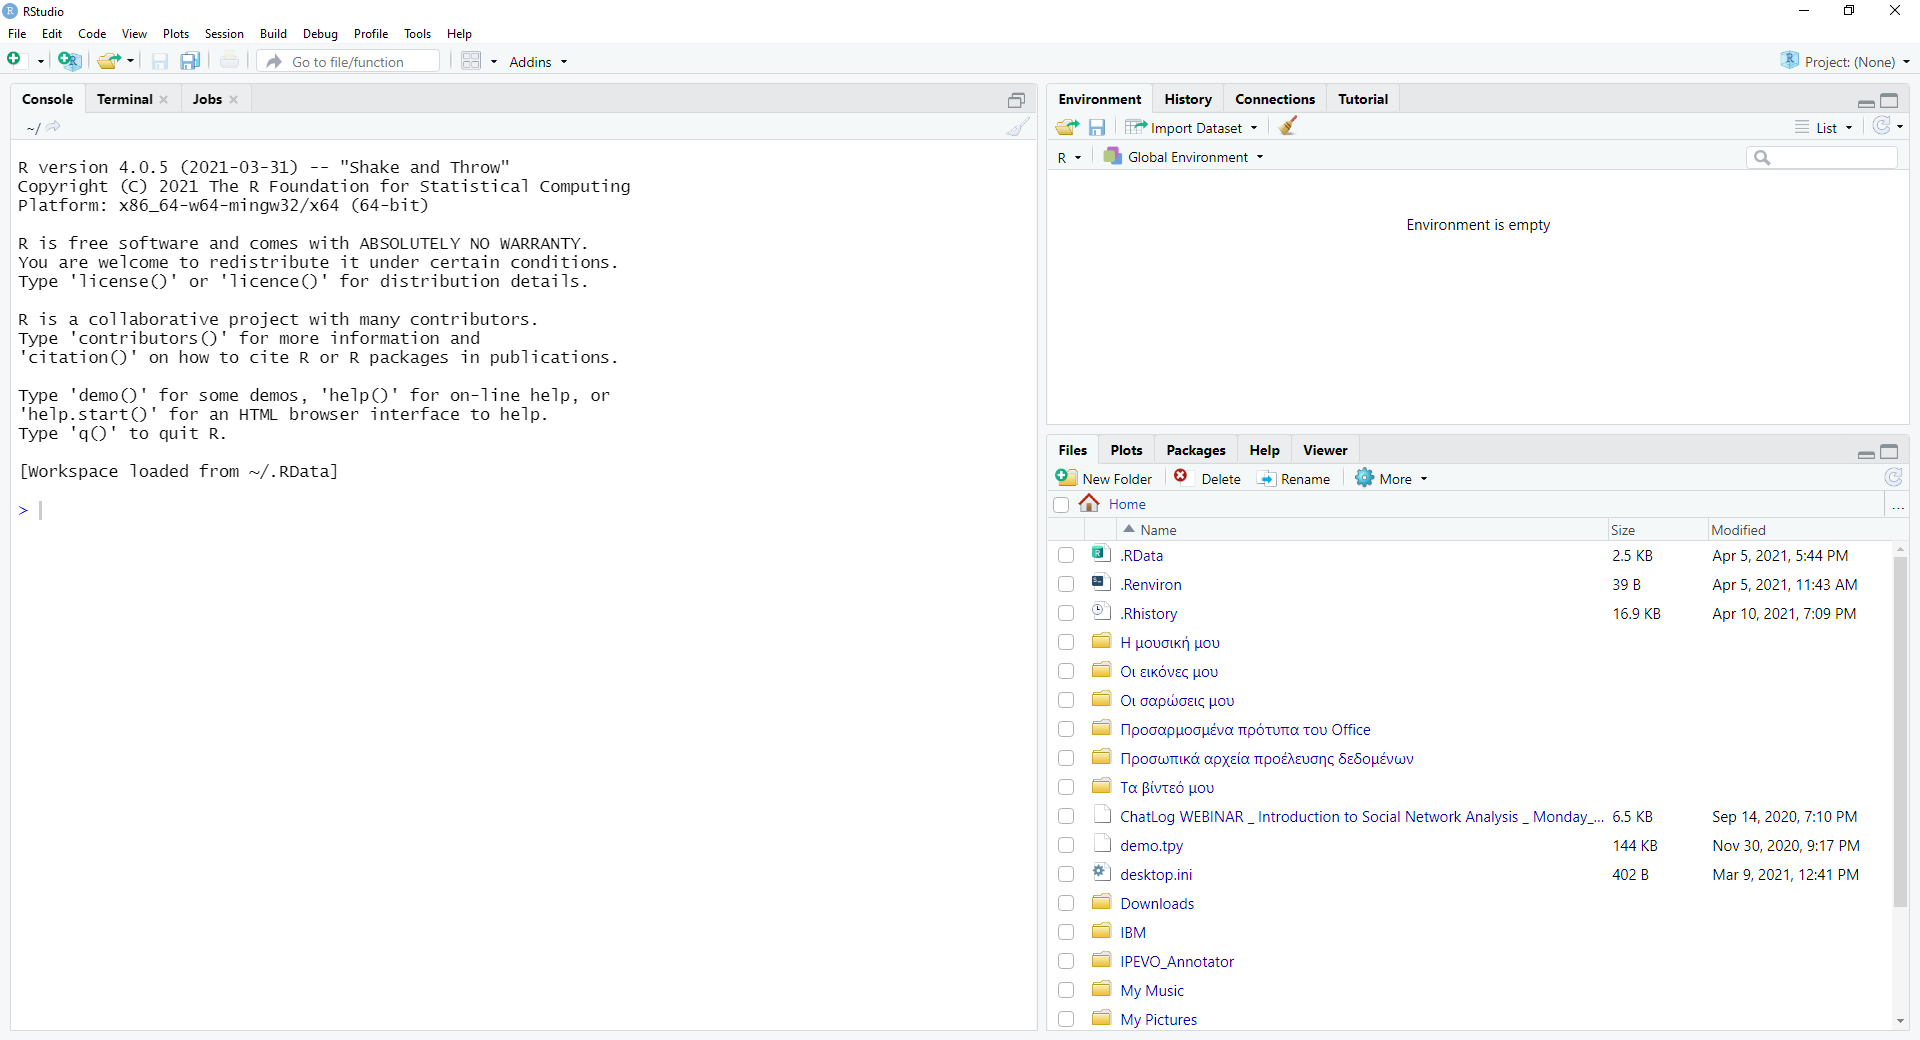 RStudio
File Edit Code View Plots Session Build Debug Profile Tools Help
Go to file/function Addins Project: (None)
Console Terminal Jobs
~/
R version 4.0.5 (2021-03-31) -- "Shake and Throw"
Copyright (C) 2021 The R Foundation for Statistical Computing
Platform: x86_64-w64-mingw32/x64 (64-bit)
R is free software and comes with ABSOLUTELY NO WARRANTY.
You are welcome to redistribute it under certain conditions.
Type 'license()' or 'licence()' for distribution details.
R is a collaborative project with many contributors.
Type 'contributors()' for more information and
'citation()' on how to cite R or R packages in publications.
Type 'demo()' for some demos, 'help()' for on-line help, or
'help.start()' for an HTML browser interface to help.
Type 'q()' to quit R.
[Workspace loaded from ~/.RData]
>
Environment History Connections Tutorial
Import Dataset List
R Global Environment
Environment is empty
Files Plots Packages Help Viewer
New Folder Delete Rename More
Home ...
Name Size Modified
.RData 2.5 KB Apr 5, 2021, 5:44 PM
.Renviron 39 B Apr 5, 2021, 11:43 AM
.Rhistory 16.9 KB Apr 10, 2021, 7:09 PM
Η μουσική μου
Οι εικόνες μου
Οι σαρώσεις μου
Προσαρμοσμένα πρότυπα του Office
Προσωπικά αρχεία προέλευσης δεδομένων
Τα βίντεό μου
ChatLog WEBINAR _ Introduction to Social Network Analysis _ Monday_... 6.5 KB Sep 14, 2020, 7:10 PM
demo.tpy 144 KB Nov 30, 2020, 9:17 PM
desktop.ini 402 B Mar 9, 2021, 12:41 PM
Downloads
IBM
IPEVO_Annotator
My Music
My Pictures